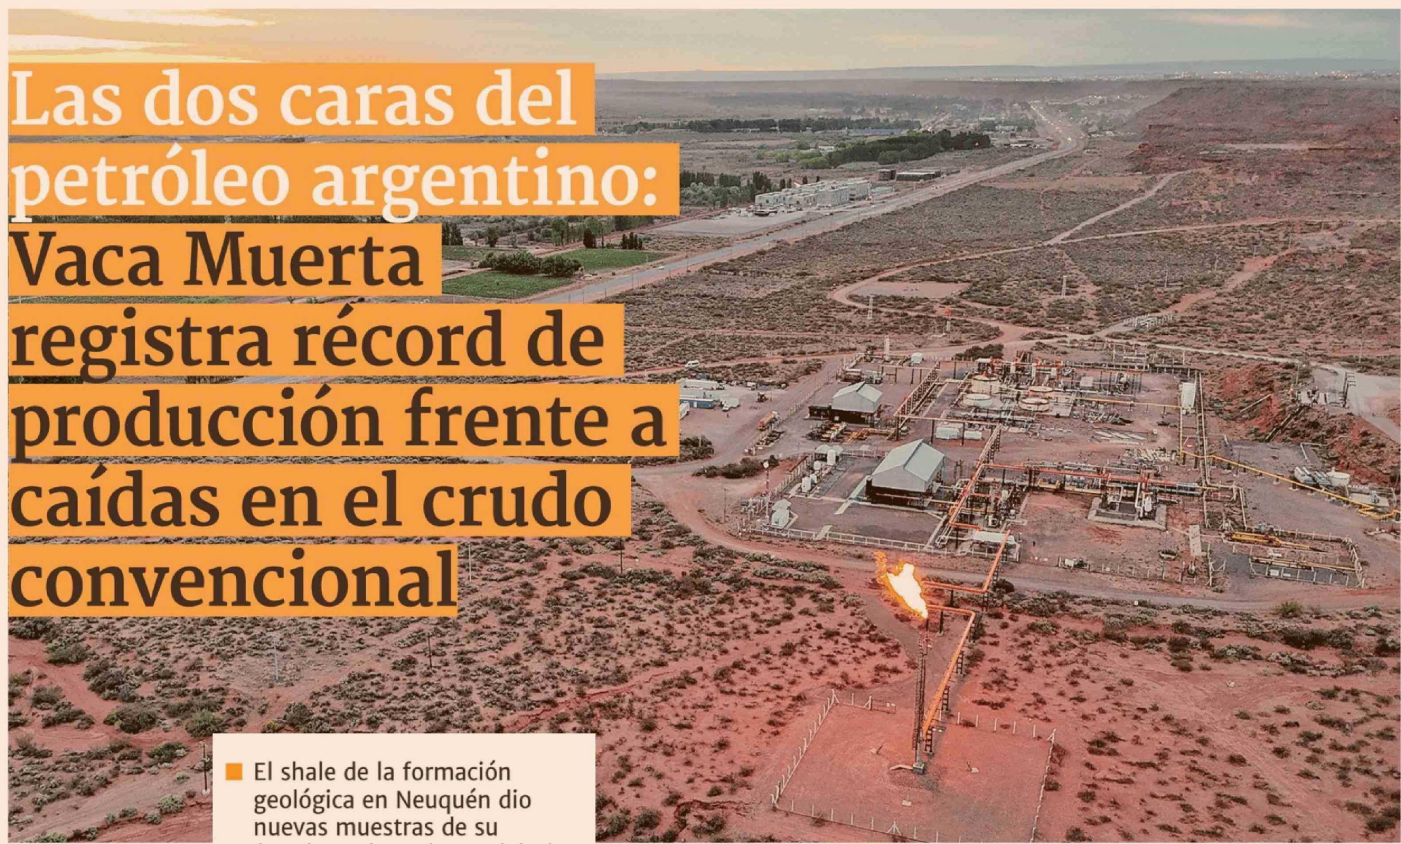 Las dos caras del
petróleo argentino:
Vaca Muerta
registra récord de
producción frente a
caídas en el crudo
convencional
El shale de la formación
geológica en Neuquén dio
nuevas muestras de su